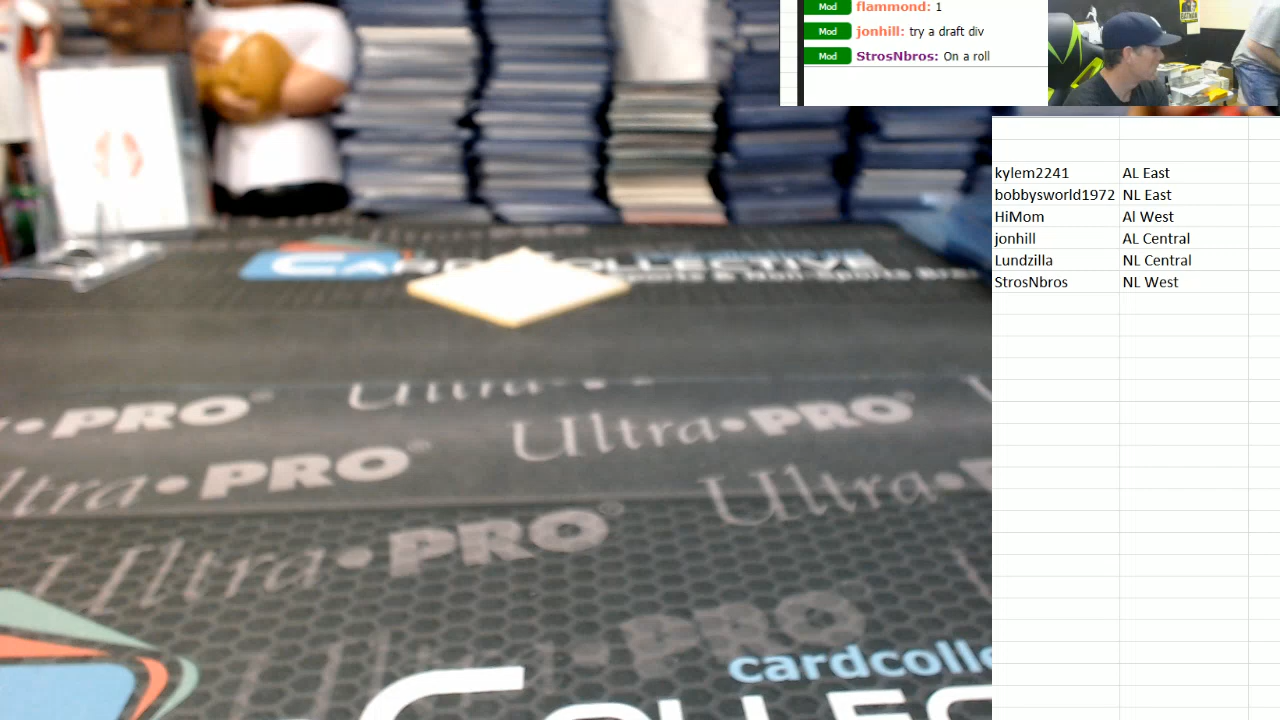 Mod flammond: 1
Mod jonhill: try a draft div
Mod StrosNbros: On a roll
kylem2241 AL East
bobbysworld1972 NL East
HiMom Al West
jonhill AL Central
Lundzilla NL Central
StrosNbros NL West
Ultra•PRO®
Ultra•PRO®
Ultra•PRO
Ultra•PRO®
PRO
cardcolle